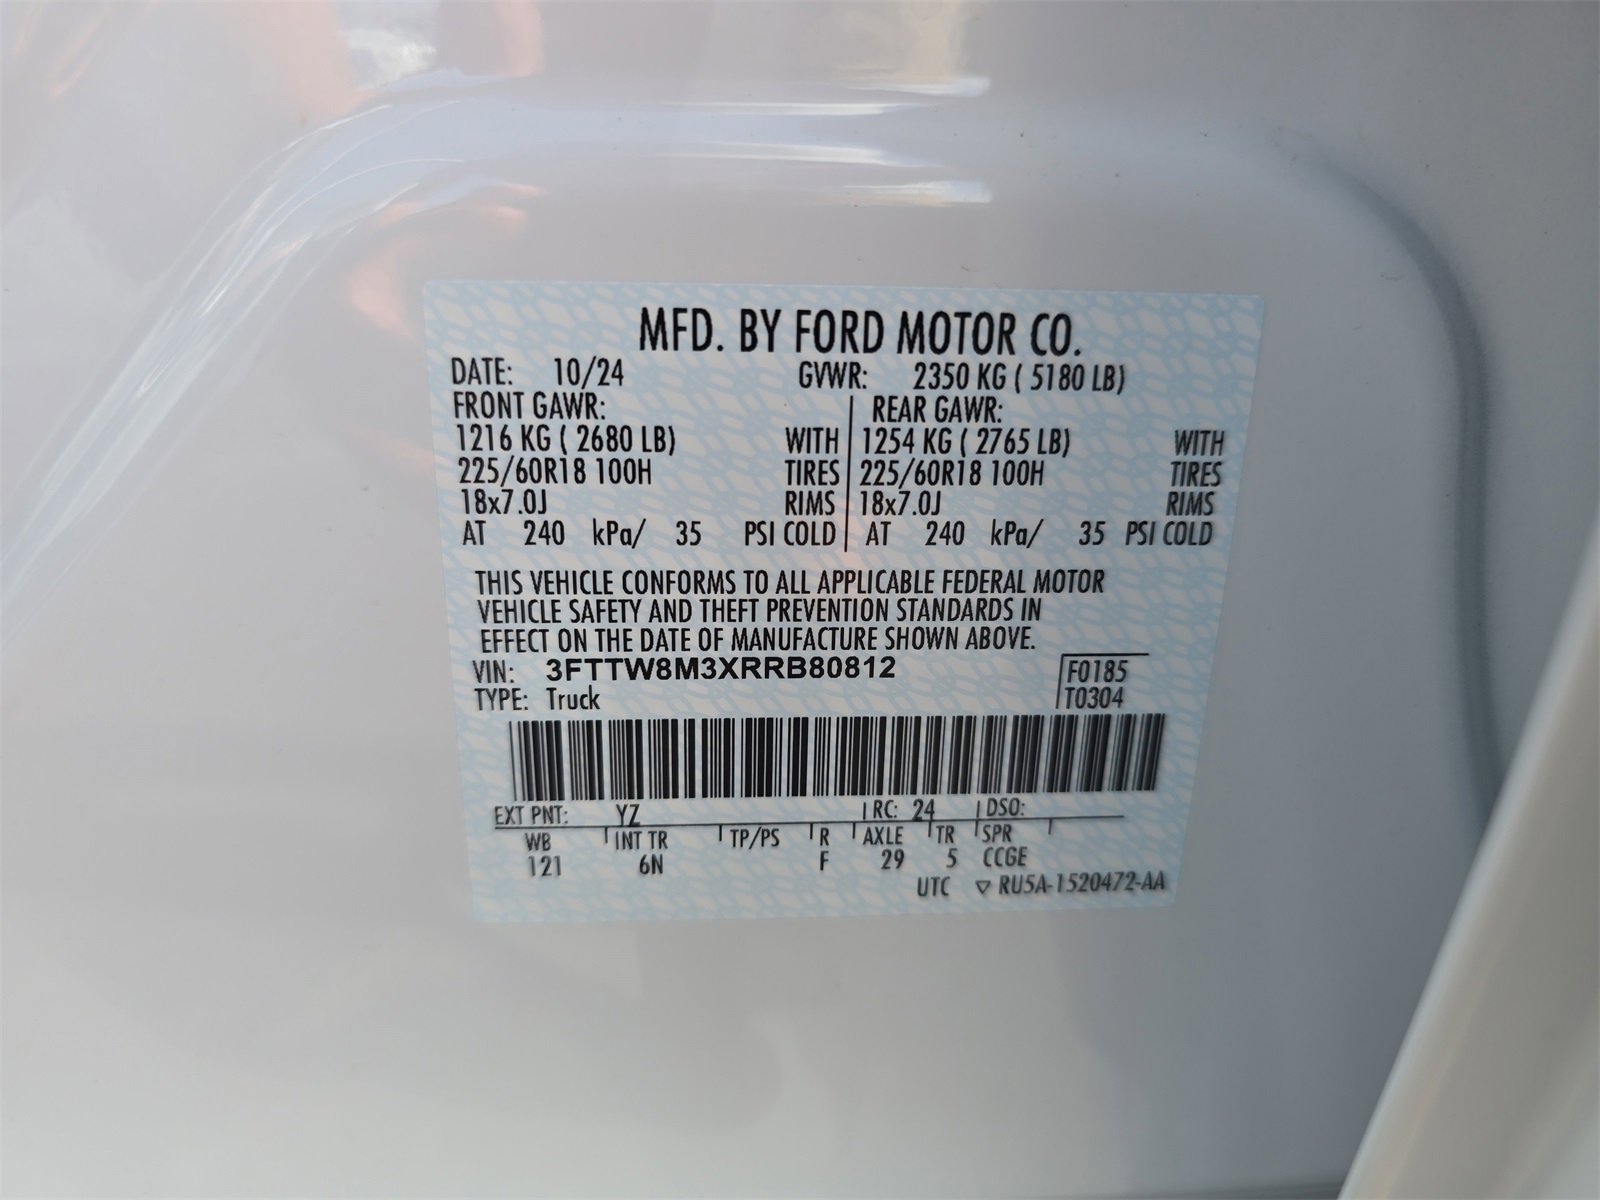 MFD. BY FORD MOTOR CO.
DATE: 10/24 GVWR: 2350 KG ( 5180 LB)
FRONT GAWR: REAR GAWR:
1216 KG ( 2680 LB) WITH 1254 KG ( 2765 LB) WITH
225/60R18 100H TIRES 225/60R18 100H TIRES
18x7.0J RIMS 18x7.0J RIMS
AT 240 kPa/ 35 PSI COLD AT 240 kPa/ 35 PSI COLD
THIS VEHICLE CONFORMS TO ALL APPLICABLE FEDERAL MOTOR
VEHICLE SAFETY AND THEFT PREVENTION STANDARDS IN
EFFECT ON THE DATE OF MANUFACTURE SHOWN ABOVE.
VIN: 3FTTW8M3XRRB80812 F0185
TYPE: Truck T0304
EXT PNT: YZ RC: 24 DSO:
WB INT TR TP/PS R AXLE TR SPR
121 6N F 29 5 CCGE
UTC ▽ RU5A-1520472-AA